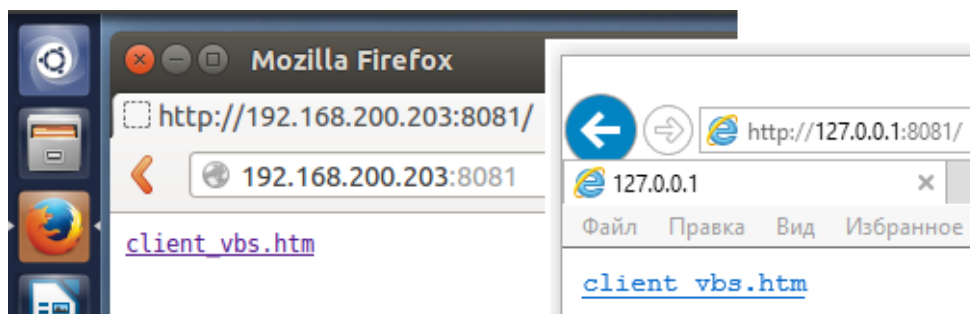 Mozilla Firefox
http://192.168.200.203:8081/
192.168.200.203:8081
client_vbs.htm
http://127.0.0.1:8081/
127.0.0.1
Файл Правка Вид Избранное
client_vbs.htm